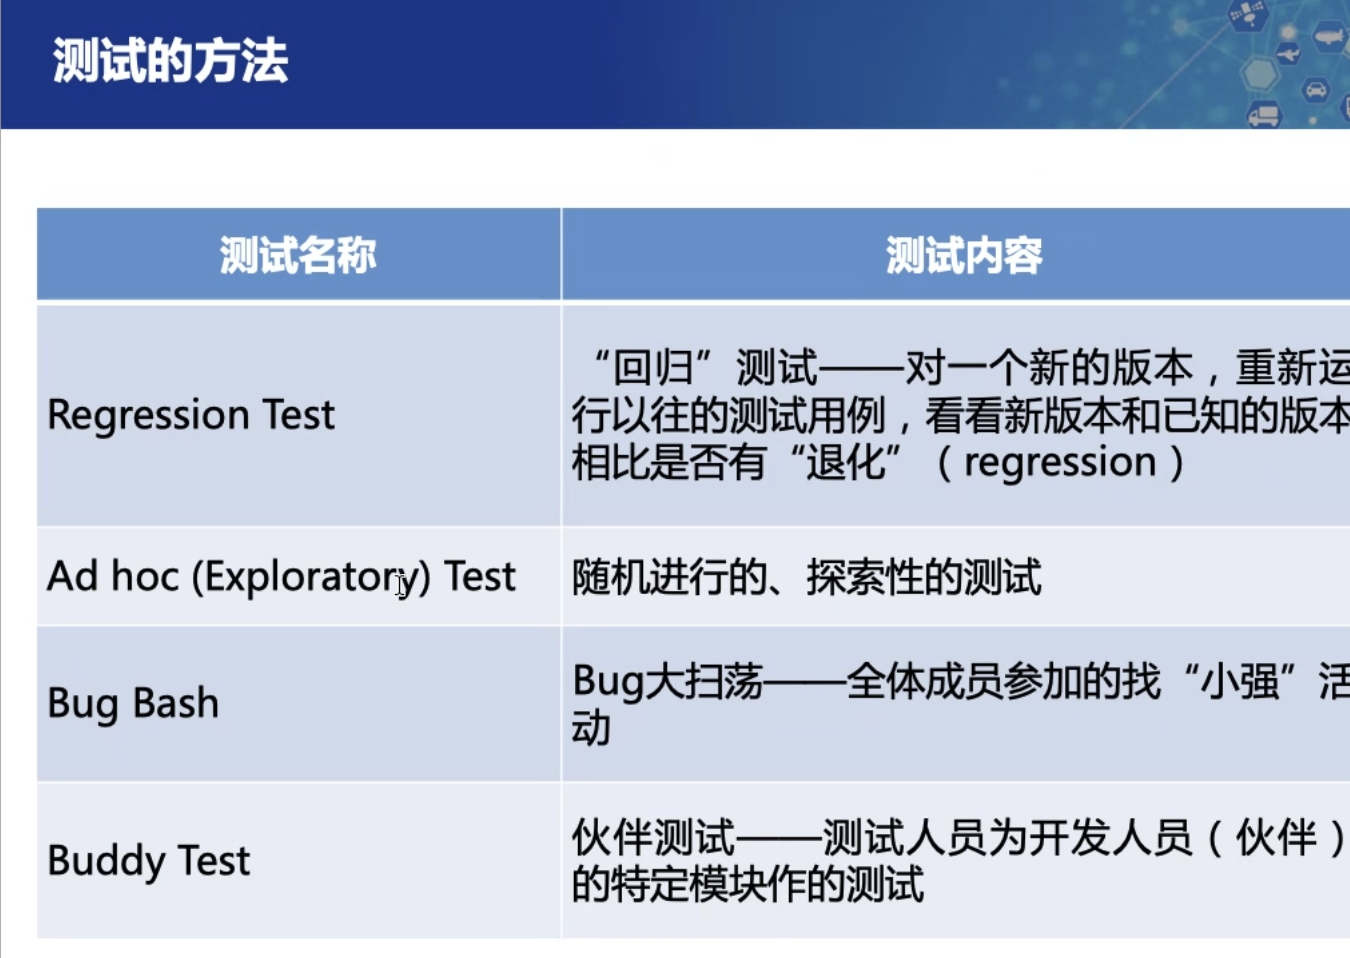 测试的方法
测试名称
测试内容
Regression Test
“回归”测试——对一个新的版本，重新运
行以往的测试用例，看看新版本和已知的版本
相比是否有“退化”（regression）
Ad hoc (Exploratory) Test
随机进行的、探索性的测试
Bug Bash
Bug大扫荡——全体成员参加的找“小强”活
动
Buddy Test
伙伴测试——测试人员为开发人员（伙伴）
的特定模块作的测试